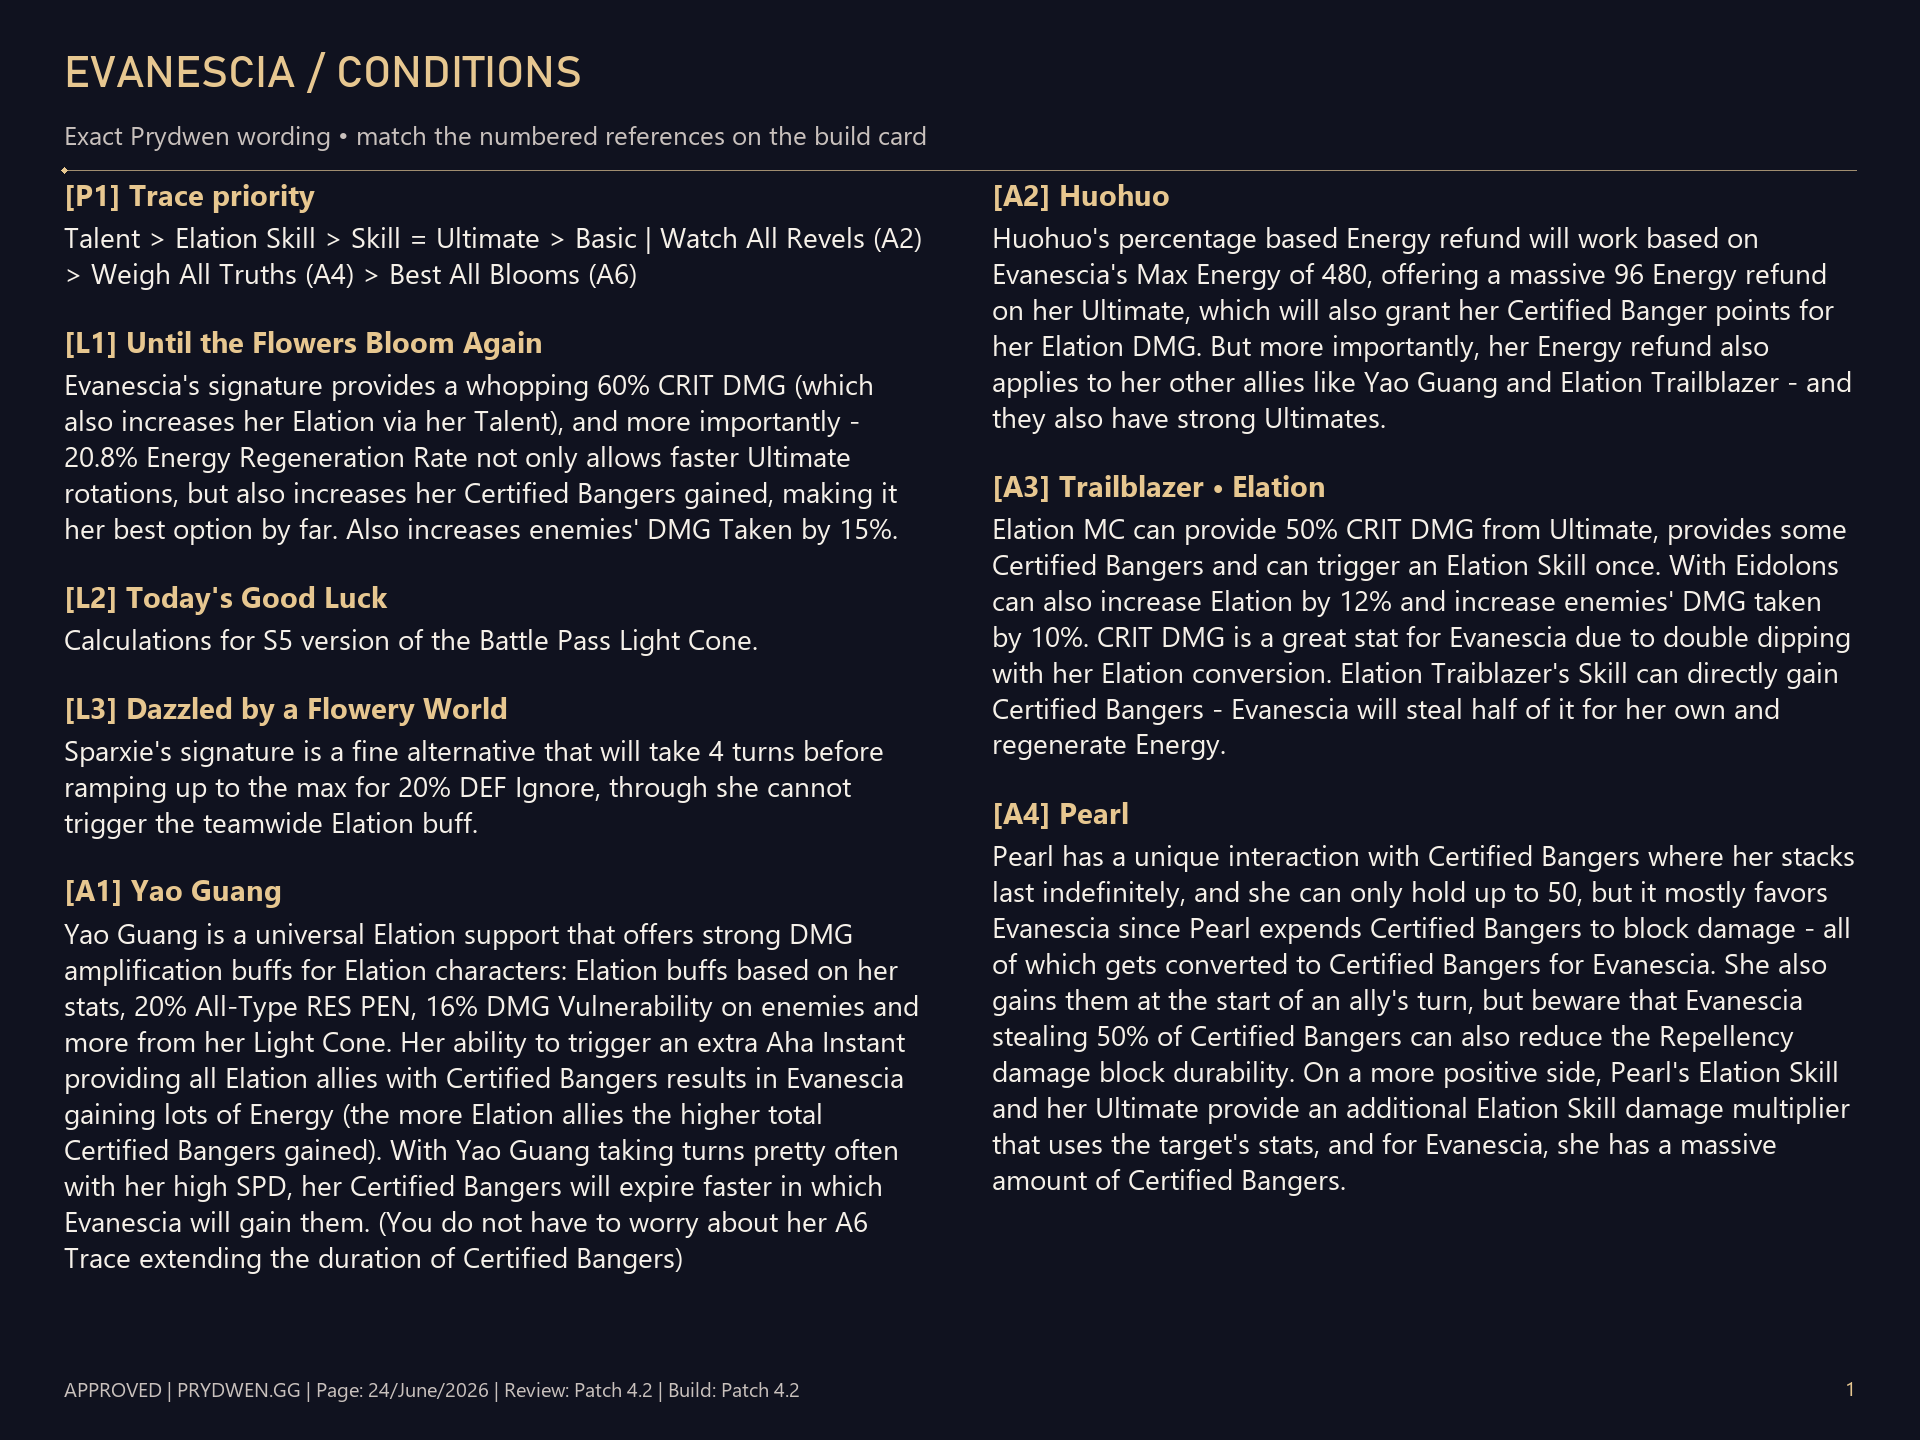 EVANESCIA / CONDITIONS
Exact Prydwen wording • match the numbered references on the build card
[P1] Trace priority
Talent > Elation Skill > Skill = Ultimate > Basic | Watch All Revels (A2)
> Weigh All Truths (A4) > Best All Blooms (A6)
[L1] Until the Flowers Bloom Again
Evanescia's signature provides a whopping 60% CRIT DMG (which
also increases her Elation via her Talent), and more importantly -
20.8% Energy Regeneration Rate not only allows faster Ultimate
rotations, but also increases her Certified Bangers gained, making it
her best option by far. Also increases enemies' DMG Taken by 15%.
[L2] Today's Good Luck
Calculations for S5 version of the Battle Pass Light Cone.
[L3] Dazzled by a Flowery World
Sparxie's signature is a fine alternative that will take 4 turns before
ramping up to the max for 20% DEF Ignore, through she cannot
trigger the teamwide Elation buff.
[A1] Yao Guang
Yao Guang is a universal Elation support that offers strong DMG
amplification buffs for Elation characters: Elation buffs based on her
stats, 20% All-Type RES PEN, 16% DMG Vulnerability on enemies and
more from her Light Cone. Her ability to trigger an extra Aha Instant
providing all Elation allies with Certified Bangers results in Evanescia
gaining lots of Energy (the more Elation allies the higher total
Certified Bangers gained). With Yao Guang taking turns pretty often
with her high SPD, her Certified Bangers will expire faster in which
Evanescia will gain them. (You do not have to worry about her A6
Trace extending the duration of Certified Bangers)
[A2] Huohuo
Huohuo's percentage based Energy refund will work based on
Evanescia's Max Energy of 480, offering a massive 96 Energy refund
on her Ultimate, which will also grant her Certified Banger points for
her Elation DMG. But more importantly, her Energy refund also
applies to her other allies like Yao Guang and Elation Trailblazer - and
they also have strong Ultimates.
[A3] Trailblazer • Elation
Elation MC can provide 50% CRIT DMG from Ultimate, provides some
Certified Bangers and can trigger an Elation Skill once. With Eidolons
can also increase Elation by 12% and increase enemies' DMG taken
by 10%. CRIT DMG is a great stat for Evanescia due to double dipping
with her Elation conversion. Elation Traiblazer's Skill can directly gain
Certified Bangers - Evanescia will steal half of it for her own and
regenerate Energy.
[A4] Pearl
Pearl has a unique interaction with Certified Bangers where her stacks
last indefinitely, and she can only hold up to 50, but it mostly favors
Evanescia since Pearl expends Certified Bangers to block damage - all
of which gets converted to Certified Bangers for Evanescia. She also
gains them at the start of an ally's turn, but beware that Evanescia
stealing 50% of Certified Bangers can also reduce the Repellency
damage block durability. On a more positive side, Pearl's Elation Skill
and her Ultimate provide an additional Elation Skill damage multiplier
that uses the target's stats, and for Evanescia, she has a massive
amount of Certified Bangers.
APPROVED | PRYDWEN.GG | Page: 24/June/2026 | Review: Patch 4.2 | Build: Patch 4.2
1